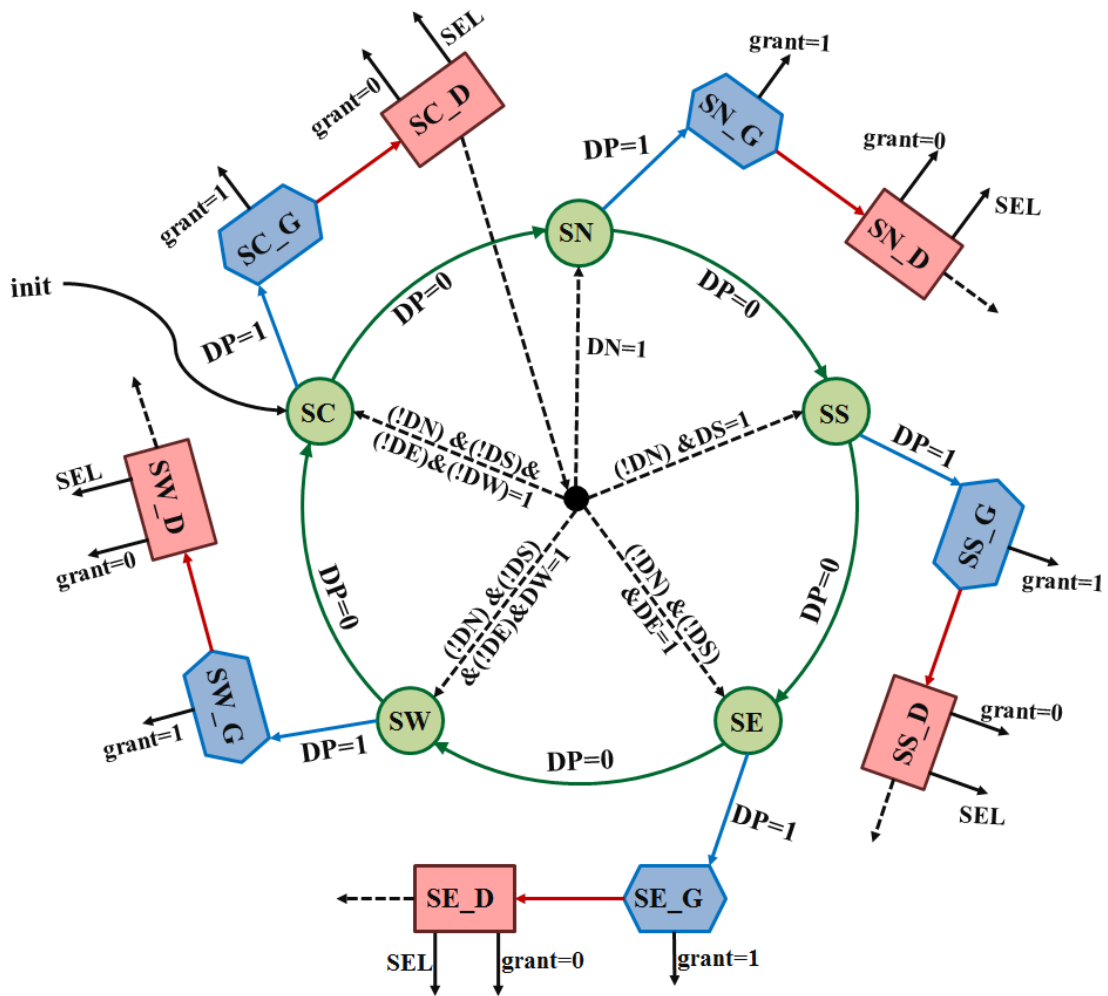 SEL
grant=0
SC_D
grant=1
SN_G
DP=1
grant=0
SEL
SN_D
grant=1
SC_G
SN
init
DP=0
DP=0
DP=1
DN=1
SC
SS
(!DN) &(!DS)&
(!DE)&(!DW)=1
(!DN) &DS=1
DP=1
SEL
SW_D
grant=0
SS_G
grant=1
DP=0
DP=0
(!DN) &(!DS)
&(!DE)&DW=1
(!DN) &(!DS)
&DE=1
SW_G
grant=1
DP=1
SW
SE
DP=0
SS_D
grant=0
SEL
DP=1
SE_D
SE_G
SEL
grant=0
grant=1